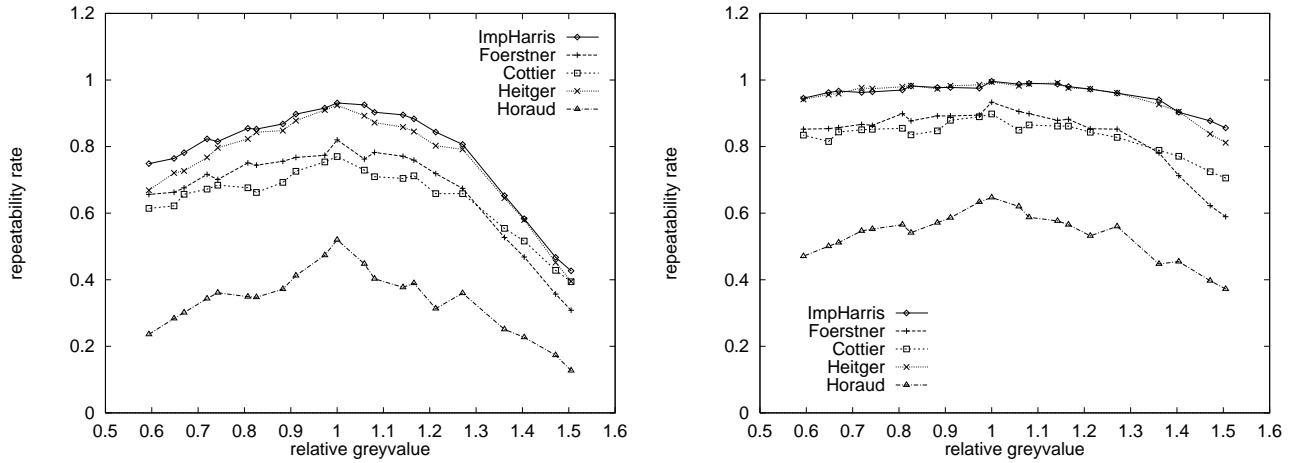 1.2
1
0.8
0.6
0.4
0.2
0
repeatability rate
ImpHarris
Foerstner
Cottier
Heitger
Horaud
0.5 0.6 0.7 0.8 0.9 1 1.1 1.2 1.3 1.4 1.5 1.6
relative greyvalue
1.2
1
0.8
0.6
0.4
0.2
0
repeatability rate
ImpHarris
Foerstner
Cottier
Heitger
Horaud
0.5 0.6 0.7 0.8 0.9 1 1.1 1.2 1.3 1.4 1.5 1.6
relative greyvalue